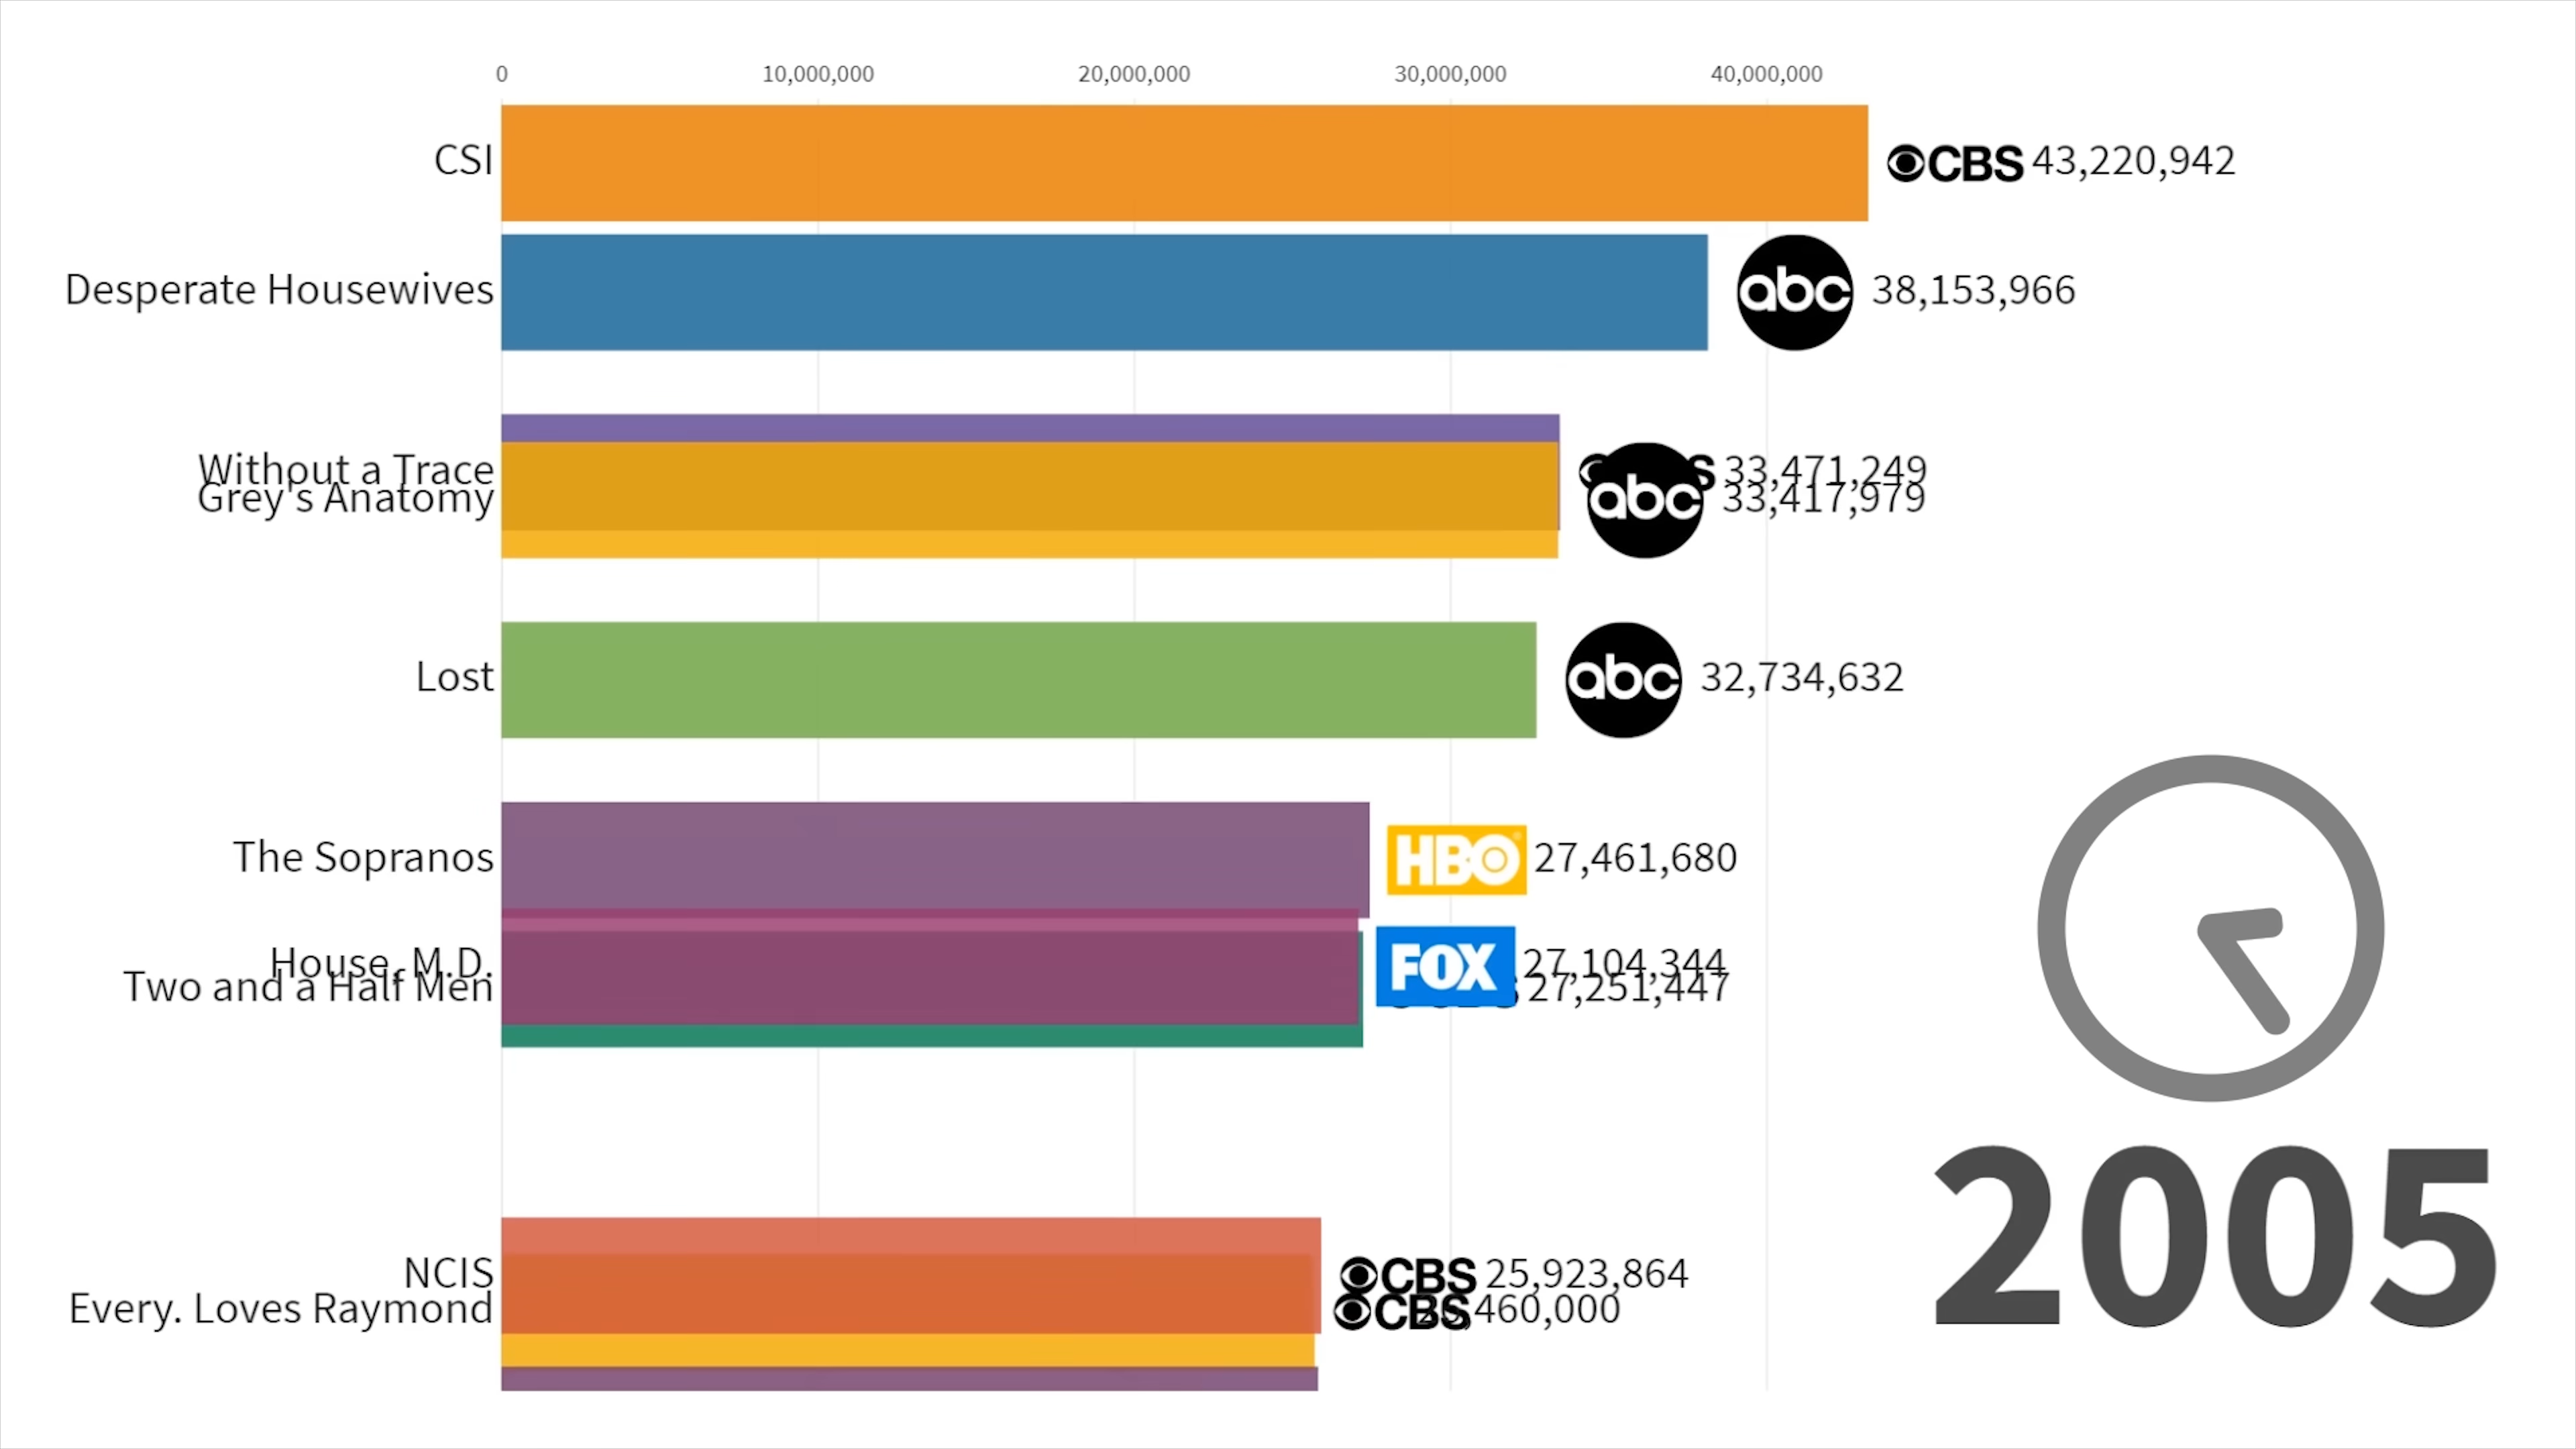 0 10,000,000 20,000,000 30,000,000 40,000,000
CSI CBS 43,220,942
Desperate Housewives abc 38,153,966
Without a Trace 33,471,249
Grey's Anatomy abc 33,417,979
Lost abc 32,734,632
The Sopranos HBO 27,461,680
House, M.D. FOX 27,104,344
Two and a Half Men 27,251,447
NCIS CBS 25,923,864
Every. Loves Raymond CBS
2005